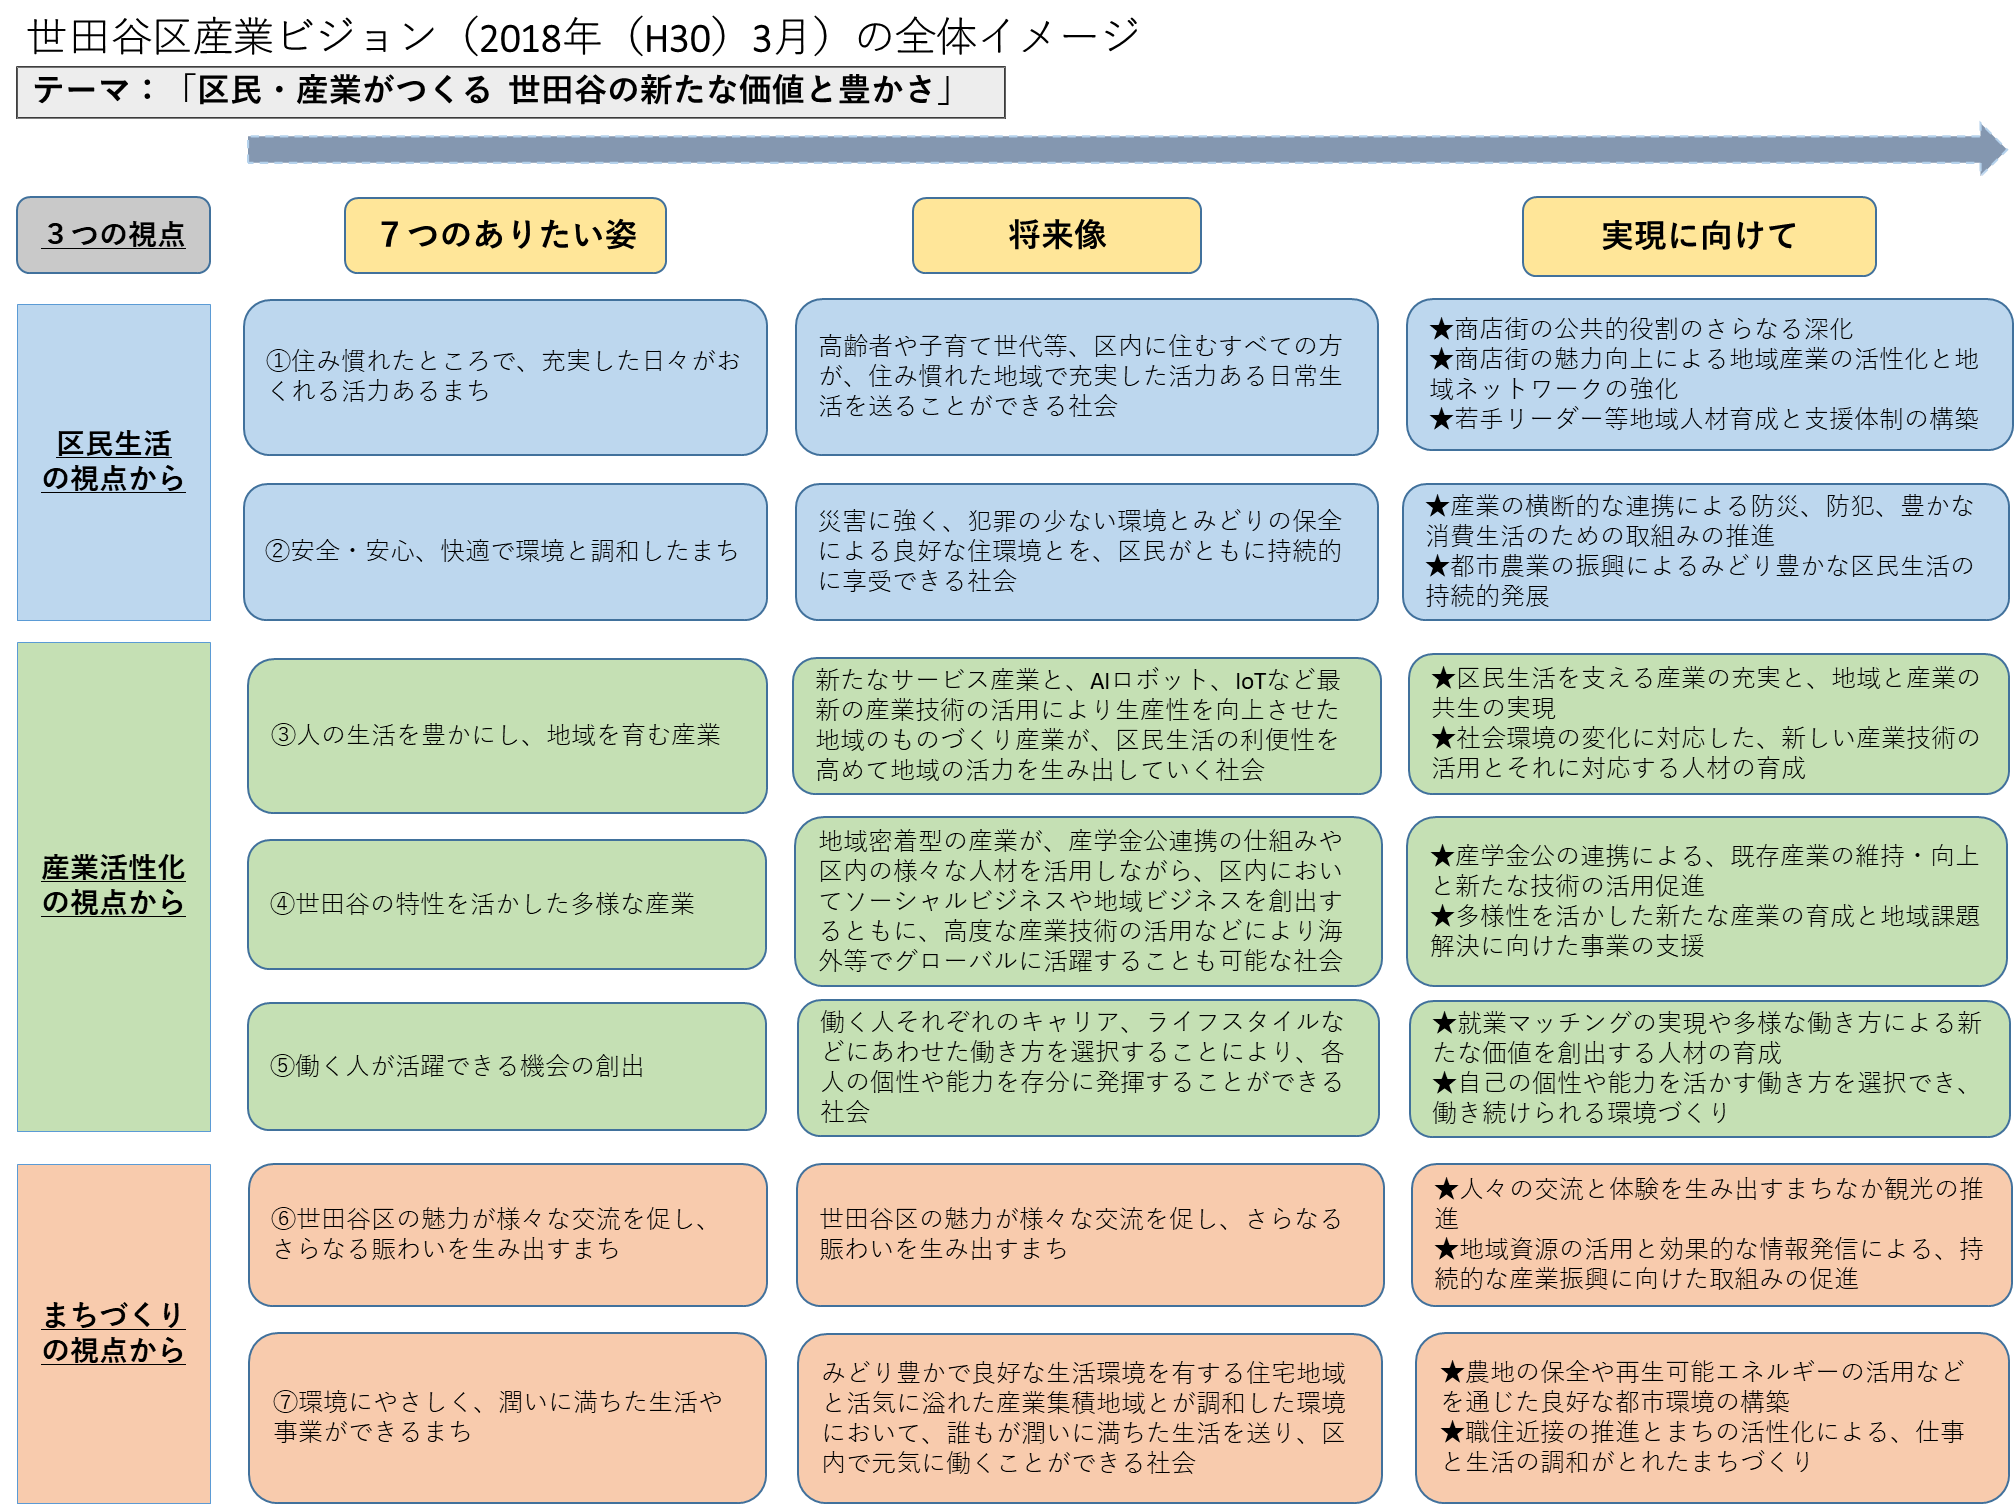 世田谷区産業ビジョン（2018年（H30）3月）の全体イメージ
テーマ：「区民・産業がつくる 世田谷の新たな価値と豊かさ」
３つの視点
７つのありたい姿
将来像
実現に向けて
区民生活
の視点から
①住み慣れたところで、充実した日々がお
くれる活力あるまち
高齢者や子育て世代等、区内に住むすべての方
が、住み慣れた地域で充実した活力ある日常生
活を送ることができる社会
★商店街の公共的役割のさらなる深化
★商店街の魅力向上による地域産業の活性化と地
域ネットワークの強化
★若手リーダー等地域人材育成と支援体制の構築
②安全・安心、快適で環境と調和したまち
災害に強く、犯罪の少ない環境とみどりの保全
による良好な住環境とを、区民がともに持続的
に享受できる社会
★産業の横断的な連携による防災、防犯、豊かな
消費生活のための取組みの推進
★都市農業の振興によるみどり豊かな区民生活の
持続的発展
産業活性化
の視点から
③人の生活を豊かにし、地域を育む産業
新たなサービス産業と、AIロボット、IoTなど最
新の産業技術の活用により生産性を向上させた
地域のものづくり産業が、区民生活の利便性を
高めて地域の活力を生み出していく社会
★区民生活を支える産業の充実と、地域と産業の
共生の実現
★社会環境の変化に対応した、新しい産業技術の
活用とそれに対応する人材の育成
④世田谷の特性を活かした多様な産業
地域密着型の産業が、産学金公連携の仕組みや
区内の様々な人材を活用しながら、区内におい
てソーシャルビジネスや地域ビジネスを創出す
るともに、高度な産業技術の活用などにより海
外等でグローバルに活躍することも可能な社会
★産学金公の連携による、既存産業の維持・向上
と新たな技術の活用促進
★多様性を活かした新たな産業の育成と地域課題
解決に向けた事業の支援
⑤働く人が活躍できる機会の創出
働く人それぞれのキャリア、ライフスタイルな
どにあわせた働き方を選択することにより、各
人の個性や能力を存分に発揮することができる
社会
★就業マッチングの実現や多様な働き方による新
たな価値を創出する人材の育成
★自己の個性や能力を活かす働き方を選択でき、
働き続けられる環境づくり
まちづくり
の視点から
⑥世田谷区の魅力が様々な交流を促し、
さらなる賑わいを生み出すまち
世田谷区の魅力が様々な交流を促し、さらなる
賑わいを生み出すまち
★人々の交流と体験を生み出すまちなか観光の推
進
★地域資源の活用と効果的な情報発信による、持
続的な産業振興に向けた取組みの促進
⑦環境にやさしく、潤いに満ちた生活や
事業ができるまち
みどり豊かで良好な生活環境を有する住宅地域
と活気に溢れた産業集積地域とが調和した環境
において、誰もが潤いに満ちた生活を送り、区
内で元気に働くことができる社会
★農地の保全や再生可能エネルギーの活用など
を通じた良好な都市環境の構築
★職住近接の推進とまちの活性化による、仕事
と生活の調和がとれたまちづくり